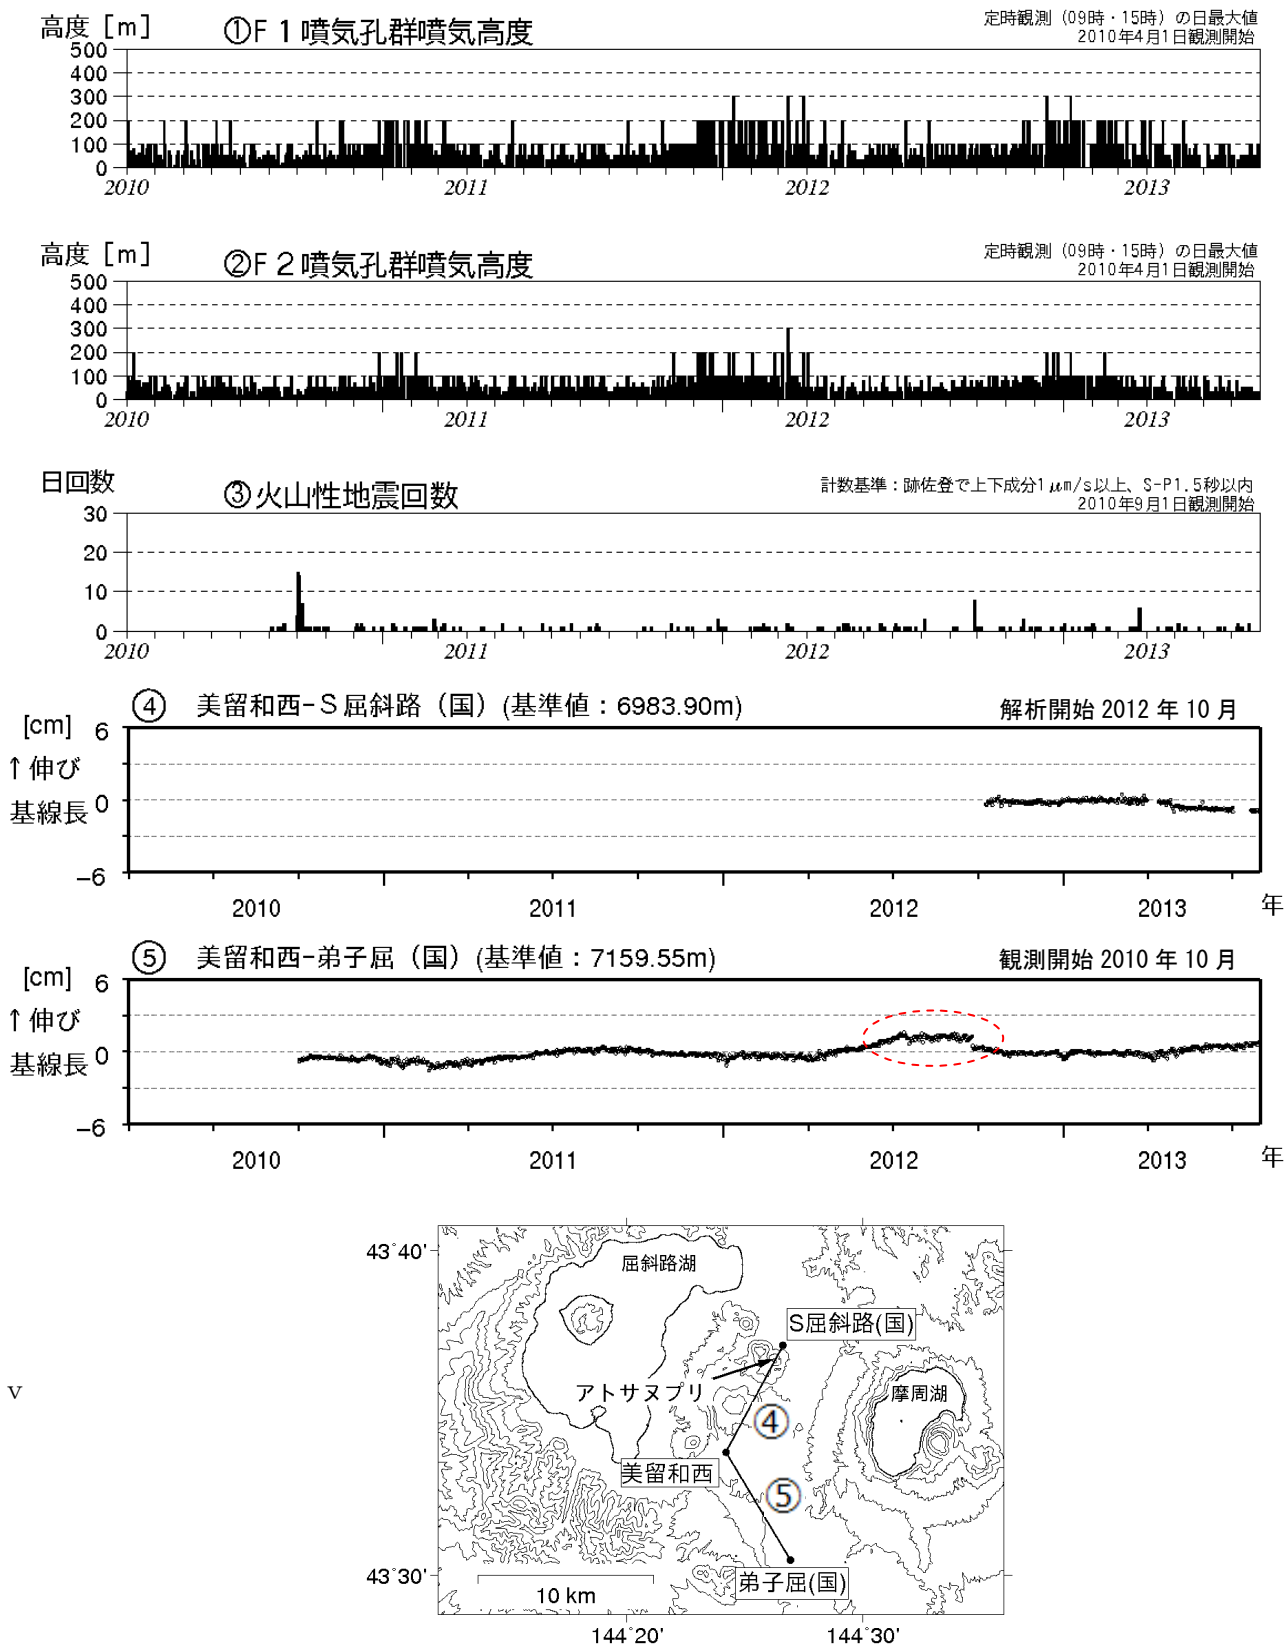 高度［m］
①F１噴気孔群噴気高度
定時観測（09時・15時）の日最大値
2010年4月1日観測開始
500
400
300
200
100
0
2010 2011 2012 2013
高度［m］
②F２噴気孔群噴気高度
定時観測（09時・15時）の日最大値
2010年4月1日観測開始
500
400
300
200
100
0
2010 2011 2012 2013
日回数
③火山性地震回数
計数基準：跡佐登で上下成分1μm/s以上、S-P1.5秒以内
2010年9月1日観測開始
30
20
10
0
2010 2011 2012 2013
④ 美留和西-Ｓ屈斜路（国）(基準値：6983.90m)
解析開始 2012 年 10 月
[cm]
↑伸び
基線長
6
0
-6
2010 2011 2012 2013 年
⑤ 美留和西-弟子屈（国）(基準値：7159.55m)
観測開始 2010 年 10 月
[cm]
↑伸び
基線長
6
0
-6
2010 2011 2012 2013 年
43°40'
屈斜路湖
S屈斜路(国)
アトサヌプリ
摩周湖
v
④
美留和西
⑤
43°30'
弟子屈(国)
10 km
144°20' 144°30'